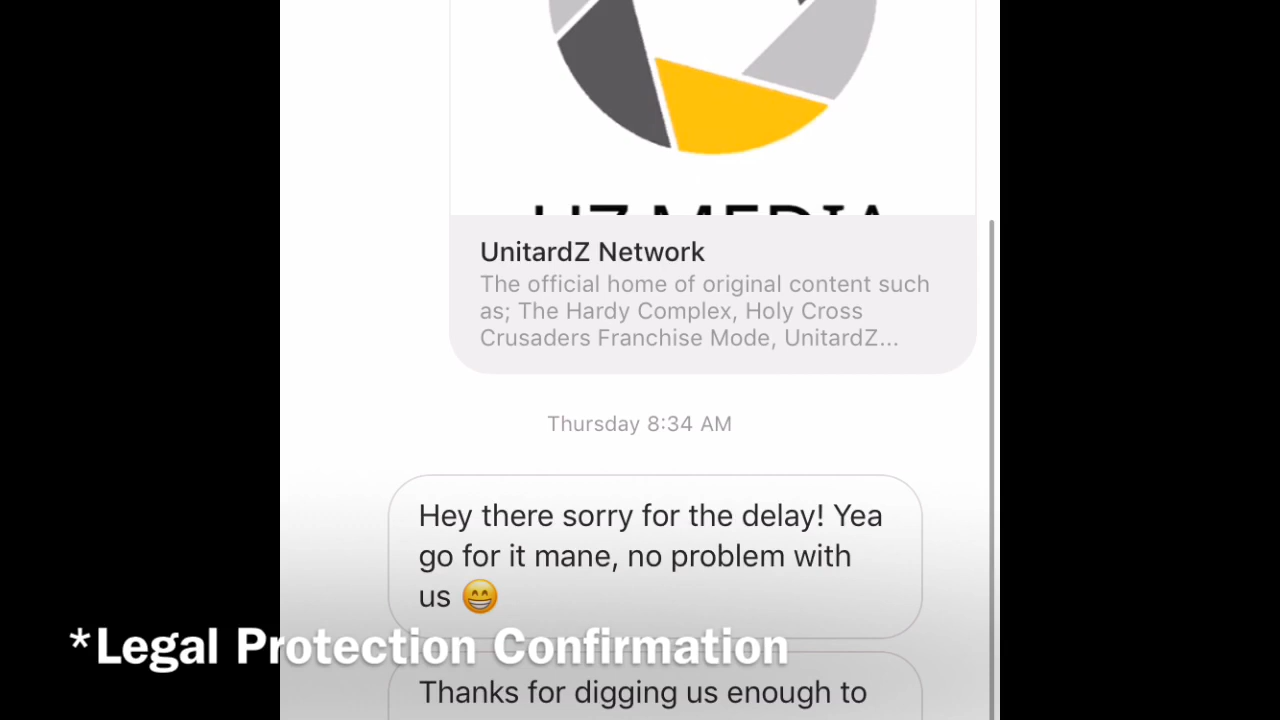 UZ MEDIA
UnitardZ Network
The official home of original content such
as; The Hardy Complex, Holy Cross
Crusaders Franchise Mode, UnitardZ...
Thursday 8:34 AM
Hey there sorry for the delay! Yea
go for it mane, no problem with
us 😁
*Legal Protection Confirmation
Thanks for digging us enough to